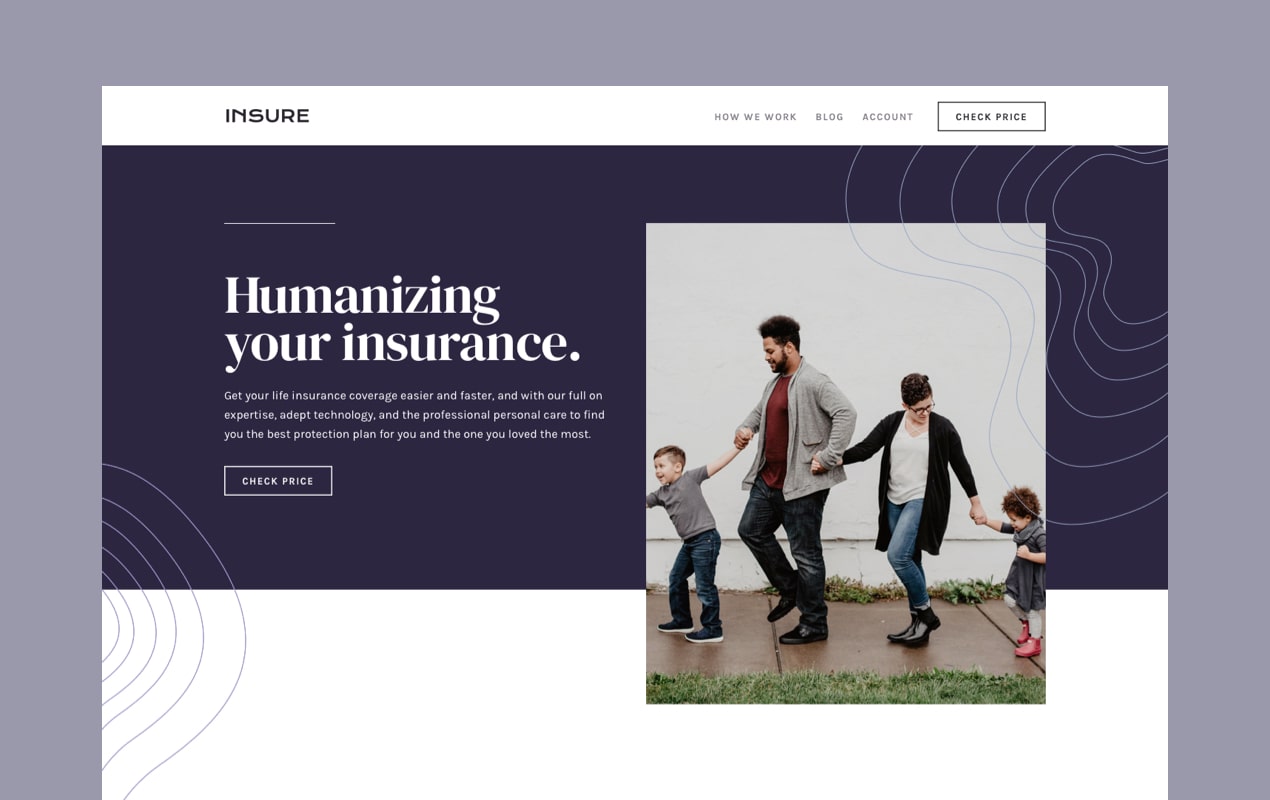 INSURE
HOW WE WORK BLOG ACCOUNT CHECK PRICE
Humanizing
your insurance.
Get your life insurance coverage easier and faster, and with our full on
expertise, adept technology, and the professional personal care to find
you the best protection plan for you and the one you loved the most.
CHECK PRICE